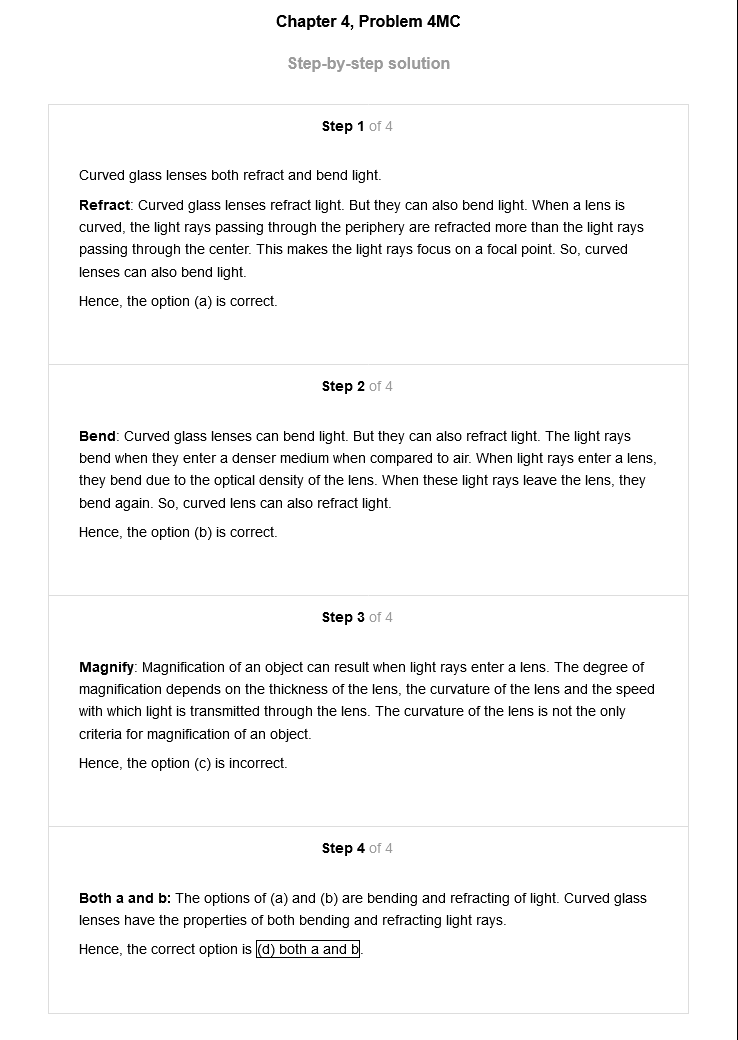 Chapter 4, Problem 4MC
Step-by-step solution
Step 1 of 4
Curved glass lenses both refract and bend light.
Refract: Curved glass lenses refract light. But they can also bend light. When a lens is
curved, the light rays passing through the periphery are refracted more than the light rays
passing through the center. This makes the light rays focus on a focal point. So, curved
lenses can also bend light.
Hence, the option (a) is correct.
Step 2 of 4
Bend: Curved glass lenses can bend light. But they can also refract light. The light rays
bend when they enter a denser medium when compared to air. When light rays enter a lens,
they bend due to the optical density of the lens. When these light rays leave the lens, they
bend again. So, curved lens can also refract light.
Hence, the option (b) is correct.
Step 3 of 4
Magnify: Magnification of an object can result when light rays enter a lens. The degree of
magnification depends on the thickness of the lens, the curvature of the lens and the speed
with which light is transmitted through the lens. The curvature of the lens is not the only
criteria for magnification of an object.
Hence, the option (c) is incorrect.
Step 4 of 4
Both a and b: The options of (a) and (b) are bending and refracting of light. Curved glass
lenses have the properties of both bending and refracting light rays.
Hence, the correct option is (d) both a and b.